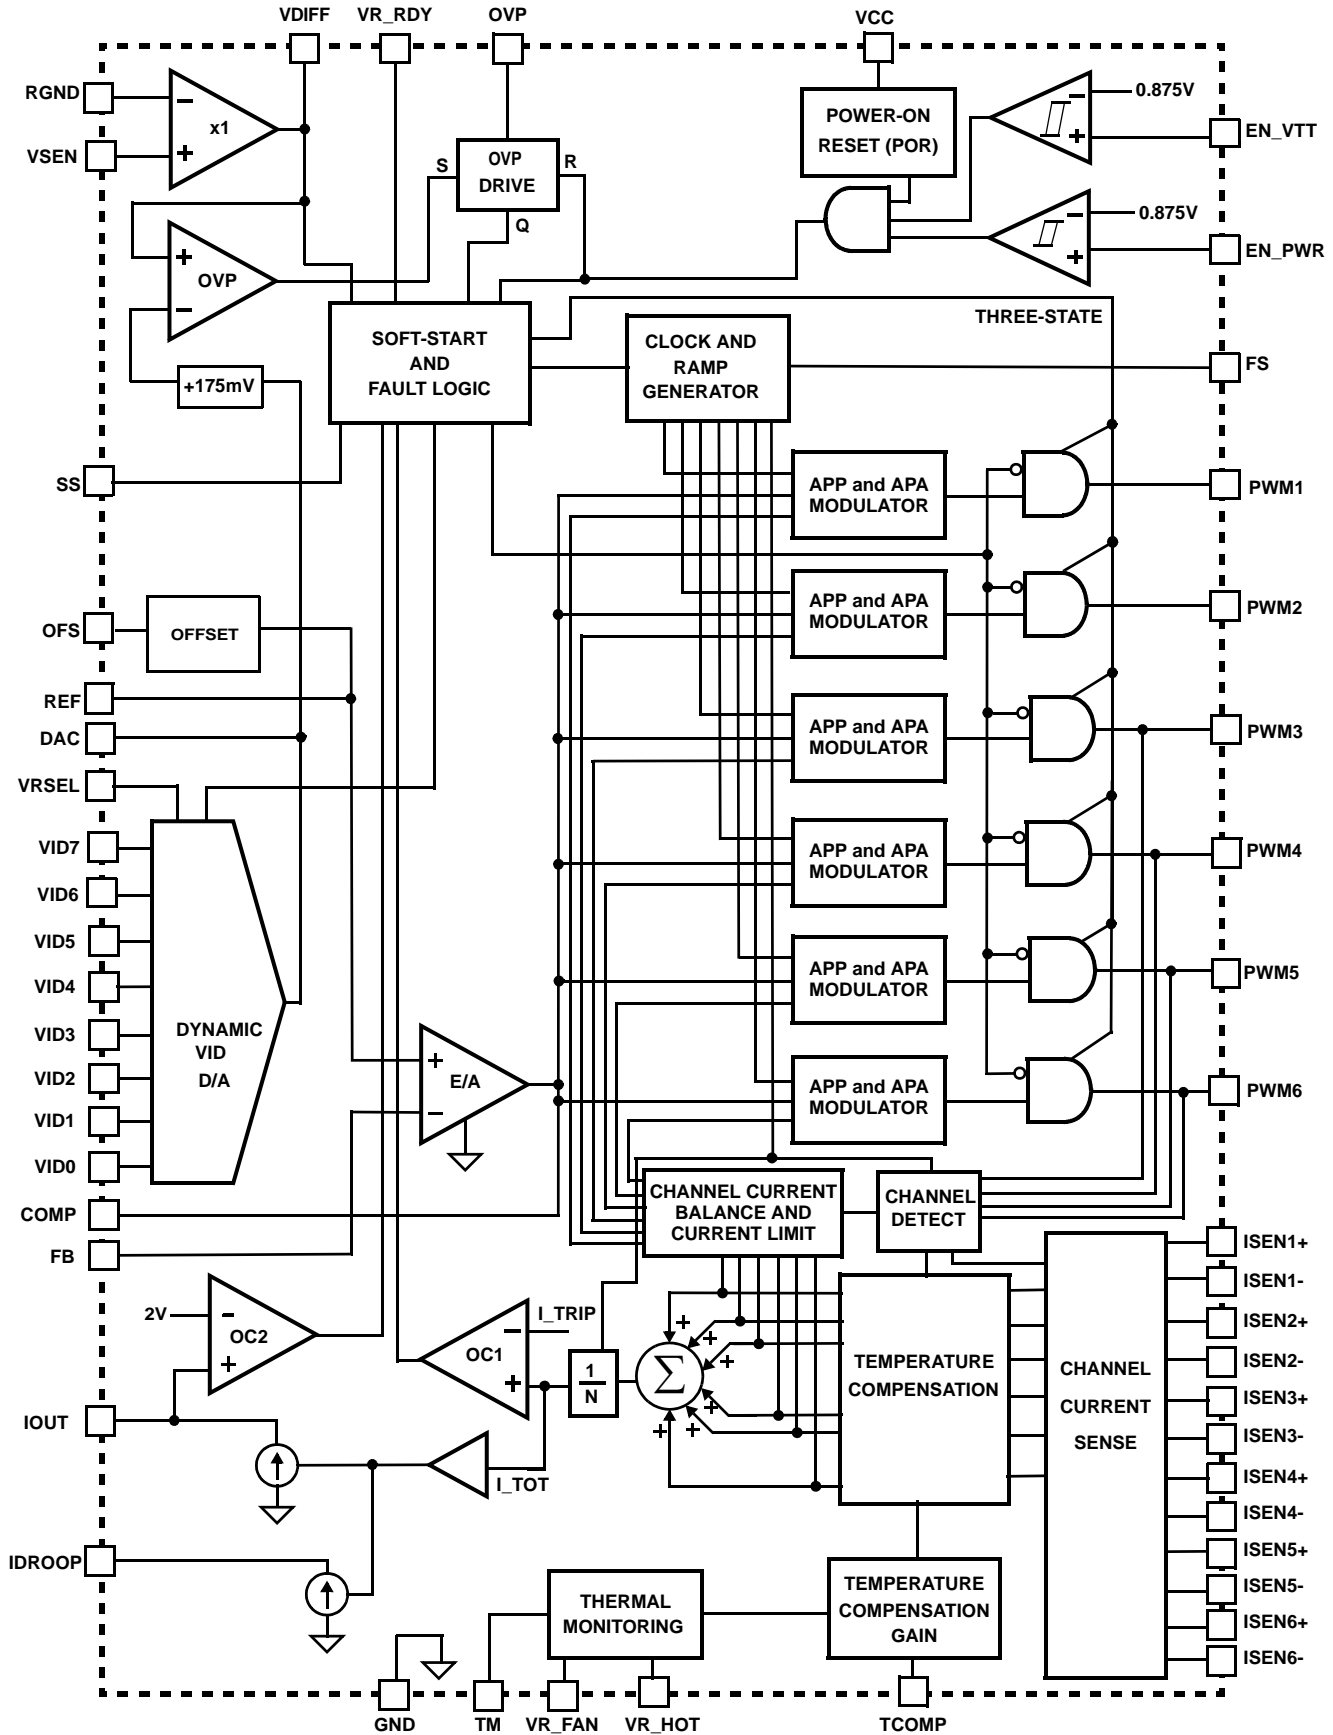 VDIFF
VR_RDY
OVP
VCC
RGND
VSEN
−
x1
+
POWER-ON
RESET (POR)
−
0.875V
+
EN_VTT
S
OVP
DRIVE
R
Q
−
0.875V
+
EN_PWR
+
OVP
−
+175mV
SOFT-START
AND
FAULT LOGIC
CLOCK AND
RAMP
GENERATOR
THREE-STATE
FS
SS
APP and APA
MODULATOR
PWM1
APP and APA
MODULATOR
PWM2
OFS
OFFSET
REF
DAC
VRSEL
APP and APA
MODULATOR
PWM3
APP and APA
MODULATOR
PWM4
APP and APA
MODULATOR
PWM5
APP and APA
MODULATOR
PWM6
VID7
VID6
VID5
VID4
VID3
VID2
VID1
VID0
DYNAMIC
VID
D/A
+
E/A
−
COMP
FB
CHANNEL CURRENT
BALANCE AND
CURRENT LIMIT
CHANNEL
DETECT
2V
-
OC2
+
I_TRIP
−
OC1
+
1
N
Σ
+
+
+
+
+
+
I_TOT
TEMPERATURE
COMPENSATION
CHANNEL
CURRENT
SENSE
ISEN1+
ISEN1-
ISEN2+
ISEN2-
ISEN3+
ISEN3-
ISEN4+
ISEN4-
ISEN5+
ISEN5-
ISEN6+
ISEN6-
IOUT
IDROOP
THERMAL
MONITORING
TEMPERATURE
COMPENSATION
GAIN
GND
TM
VR_FAN
VR_HOT
TCOMP